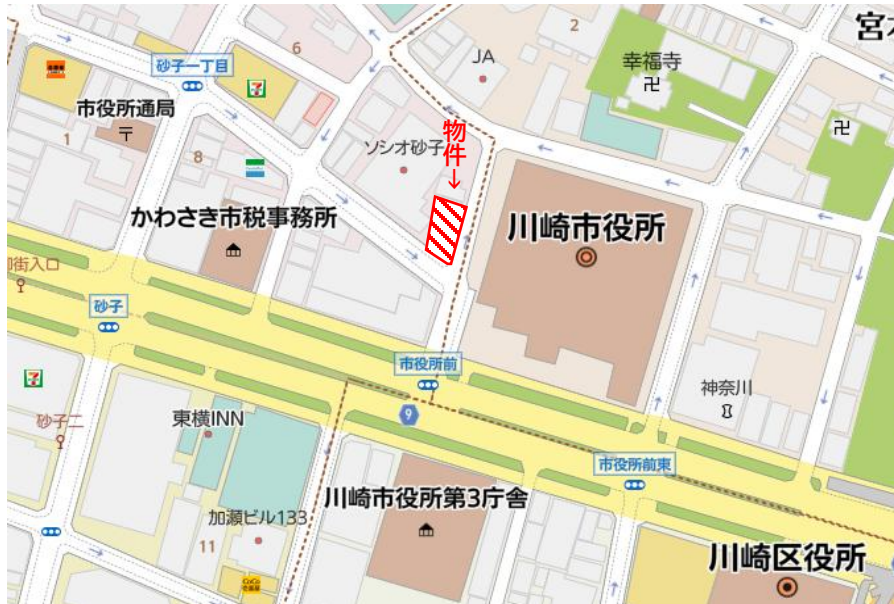 宮本
2
6
JA
幸福寺
砂子一丁目
市役所通局
物件↓
ソシオ砂子
1
8
かわさき市税事務所
川崎市役所
街入口
砂子
市役所前
神奈川
9
砂子二
東横INN
市役所前東
川崎市役所第3庁舎
加瀬ビル133
11
CoCo
川崎区役所